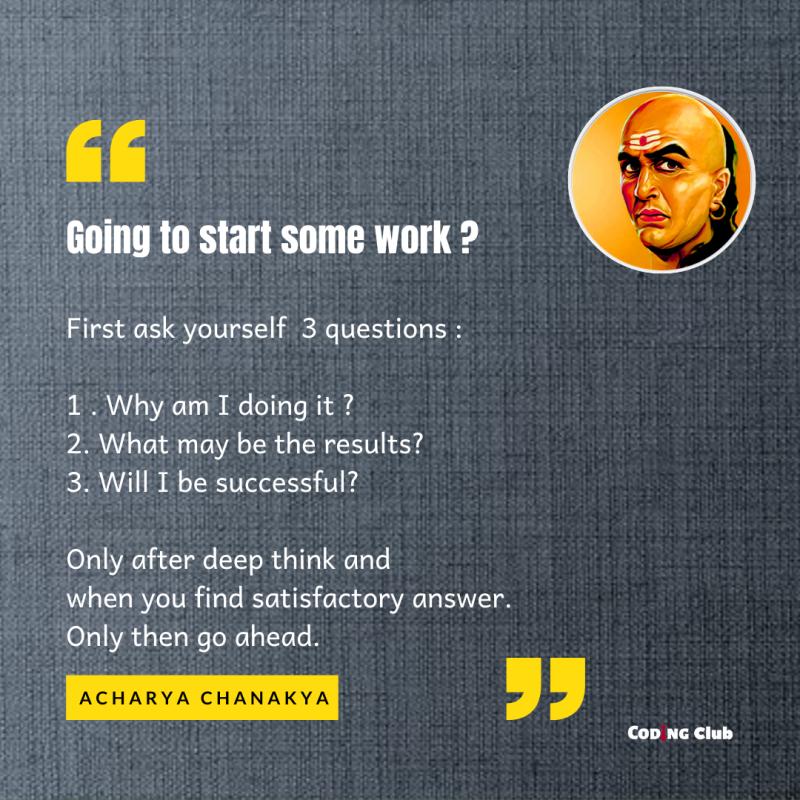 “
Going to start some work ?
First ask yourself 3 questions :
1 . Why am I doing it ?
2. What may be the results?
3. Will I be successful?
Only after deep think and
when you find satisfactory answer.
Only then go ahead.
ACHARYA CHANAKYA
”
CODING Club